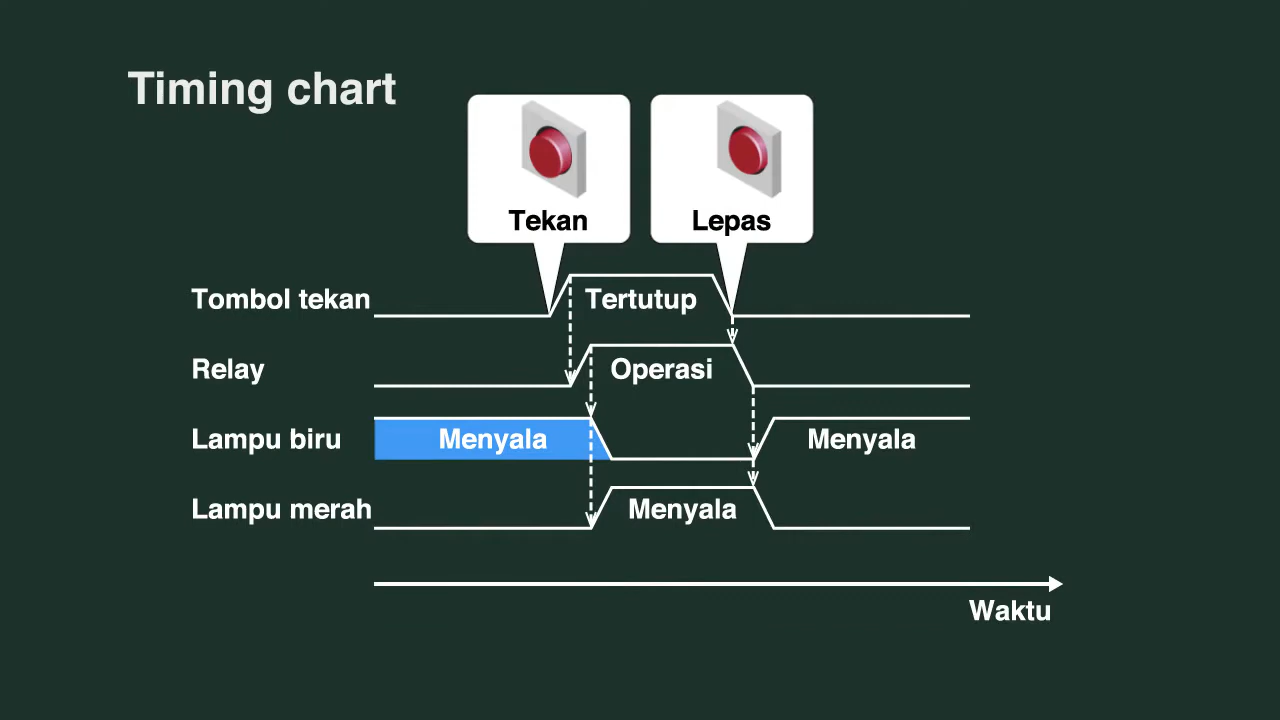 Timing chart
Tekan
Lepas
Tombol tekan
Tertutup
Relay
Operasi
Lampu biru
Menyala
Menyala
Lampu merah
Menyala
Waktu